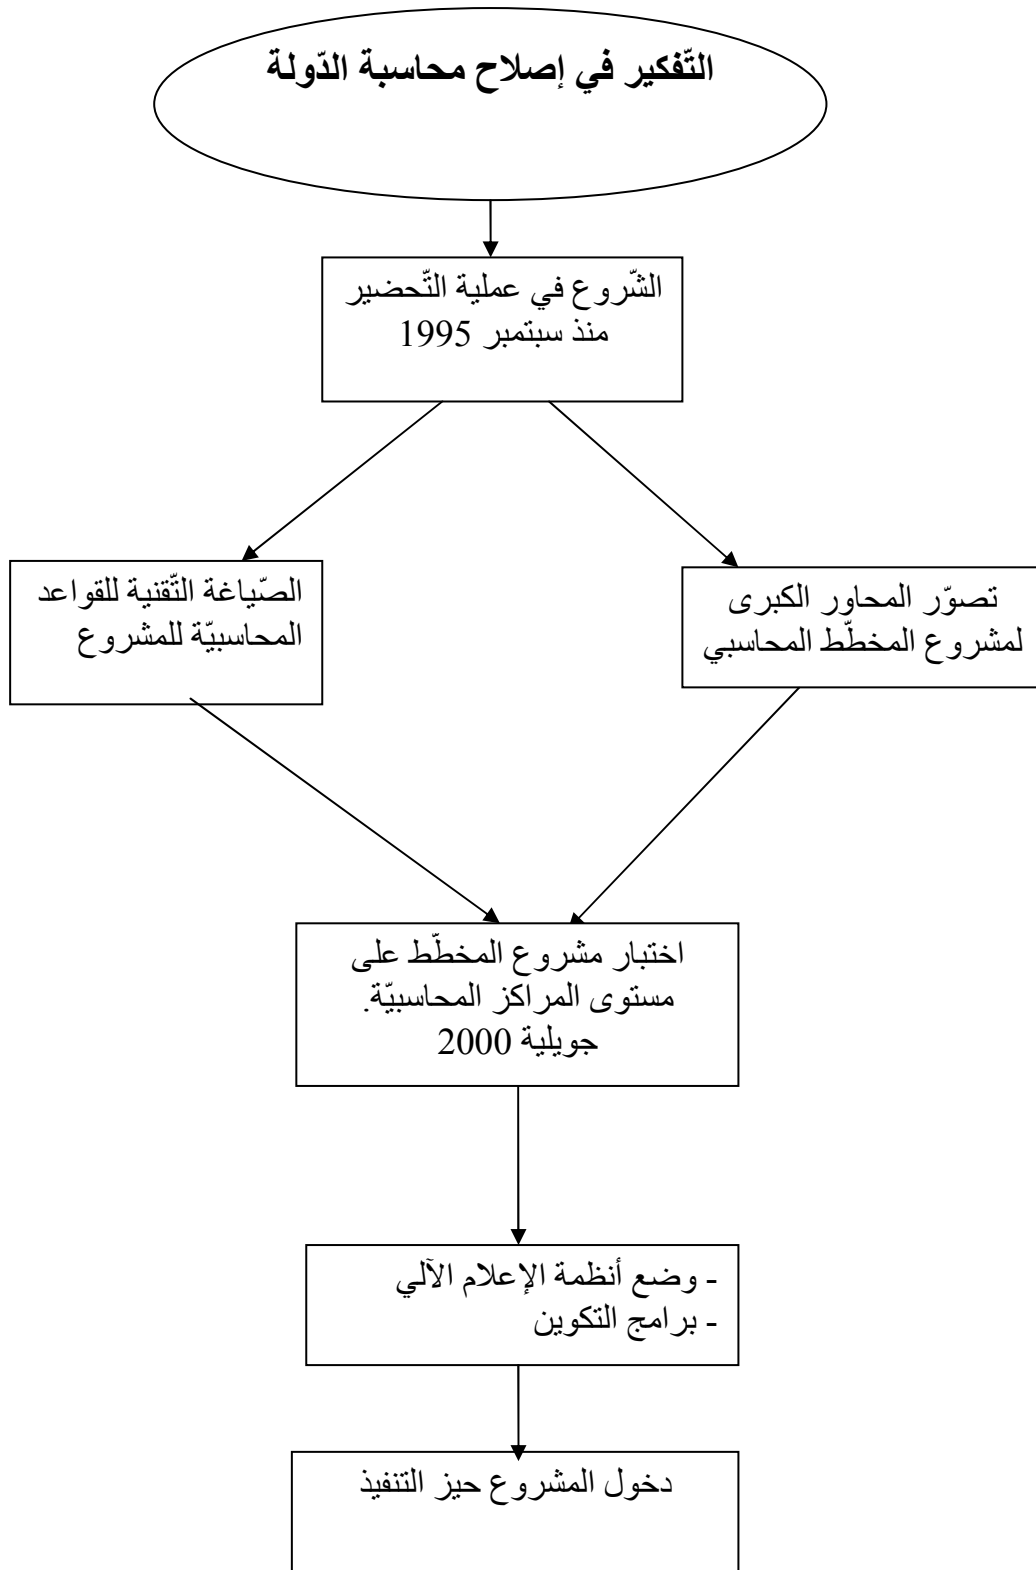 التّفكير في إصلاح محاسبة الدّولة
الشّروع في عملية التّحضير
منذ سبتمبر 1995
تصوّر المحاور الكبرى
لمشروع المخطّط المحاسبي
الصّياغة التّقنية للقواعد
المحاسبيّة للمشروع
اختبار مشروع المخطّط على
مستوى المراكز المحاسبيّة.
جويلية 2000
- وضع أنظمة الإعلام الآلي
- برامج التكوين
دخول المشروع حيز التنفيذ